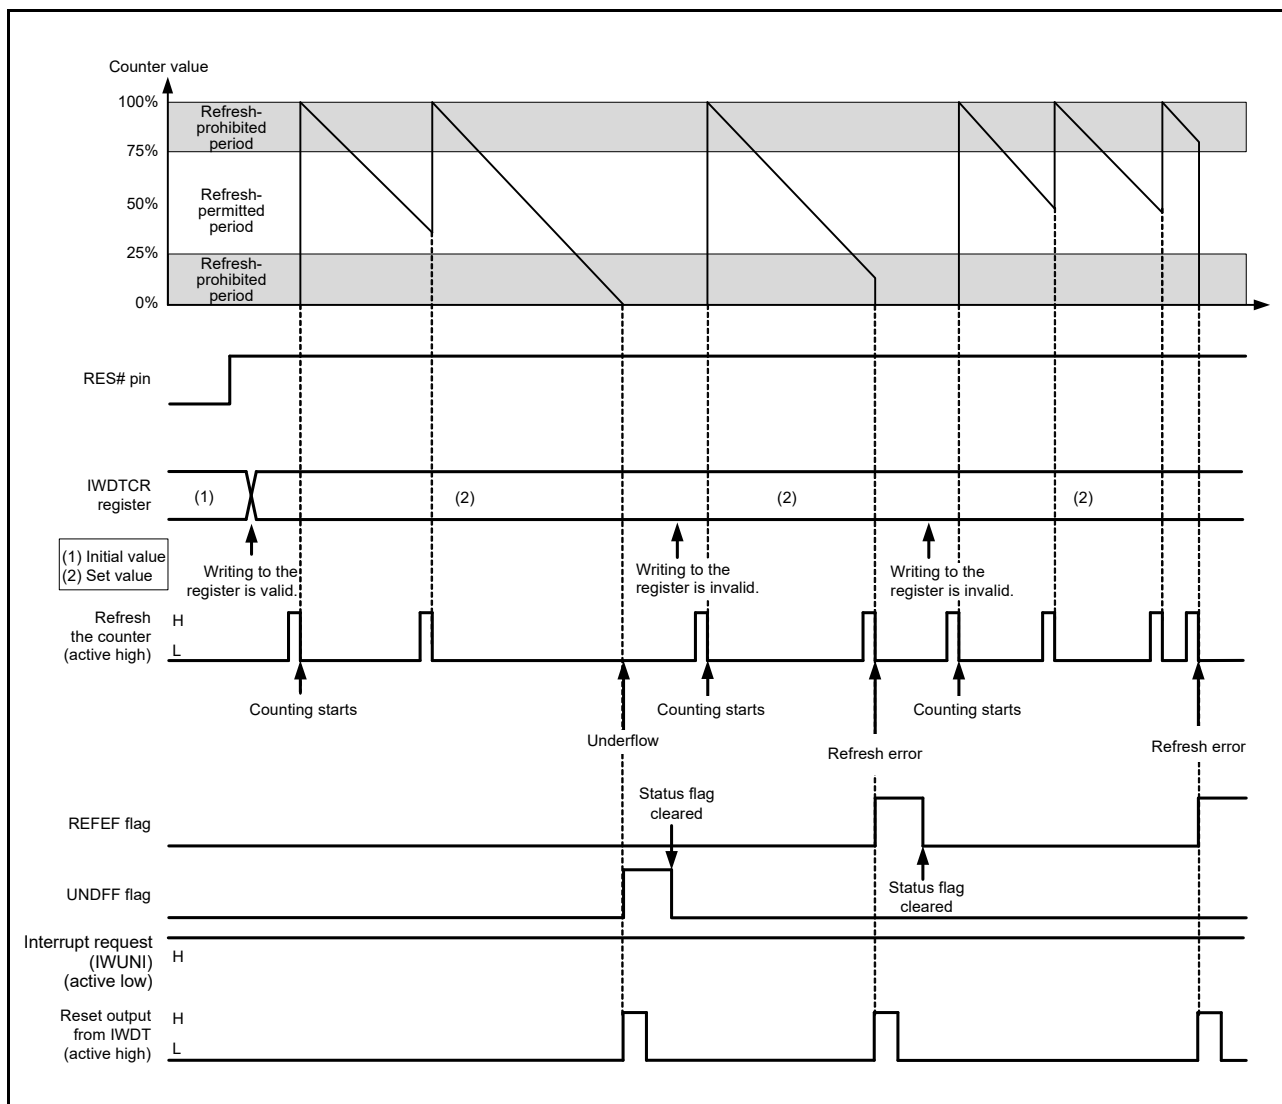 Counter value
100%
Refresh-
prohibited
period
75%
50%
Refresh-
permitted
period
25%
Refresh-
prohibited
period
0%
RES# pin
IWDTCR
register
(1)
(2)
(2)
(2)
(1) Initial value
(2) Set value
Writing to the
register is valid.
Writing to the
register is invalid.
Writing to the
register is invalid.
Refresh
the counter
(active high)
H
L
Counting starts
Counting starts
Counting starts
Underflow
Refresh error
Refresh error
Status flag
cleared
REFEF flag
UNDFF flag
Status flag
cleared
Interrupt request
(IWUNI)
(active low)
H
Reset output
from IWDT
(active high)
H
L